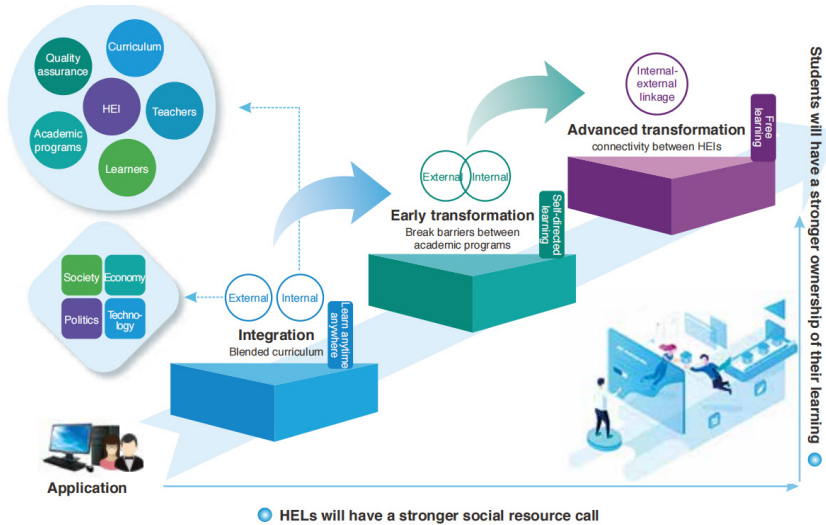 Curriculum
Quality
assurance
HEI
Teachers
Academic
programs
Learners
Society
Economy
Politics
Techno-
logy
External
Internal
Integration
Blended curriculum
Learn anytime
anywhere
External
Internal
Early transformation
Break barriers between
academic programs
Self-directed
learning
Internal-
external
linkage
Advanced transformation
connectivity between HEIs
Free
learning
Application
HELs will have a stronger social resource call
Students will have a stronger ownership of their learning